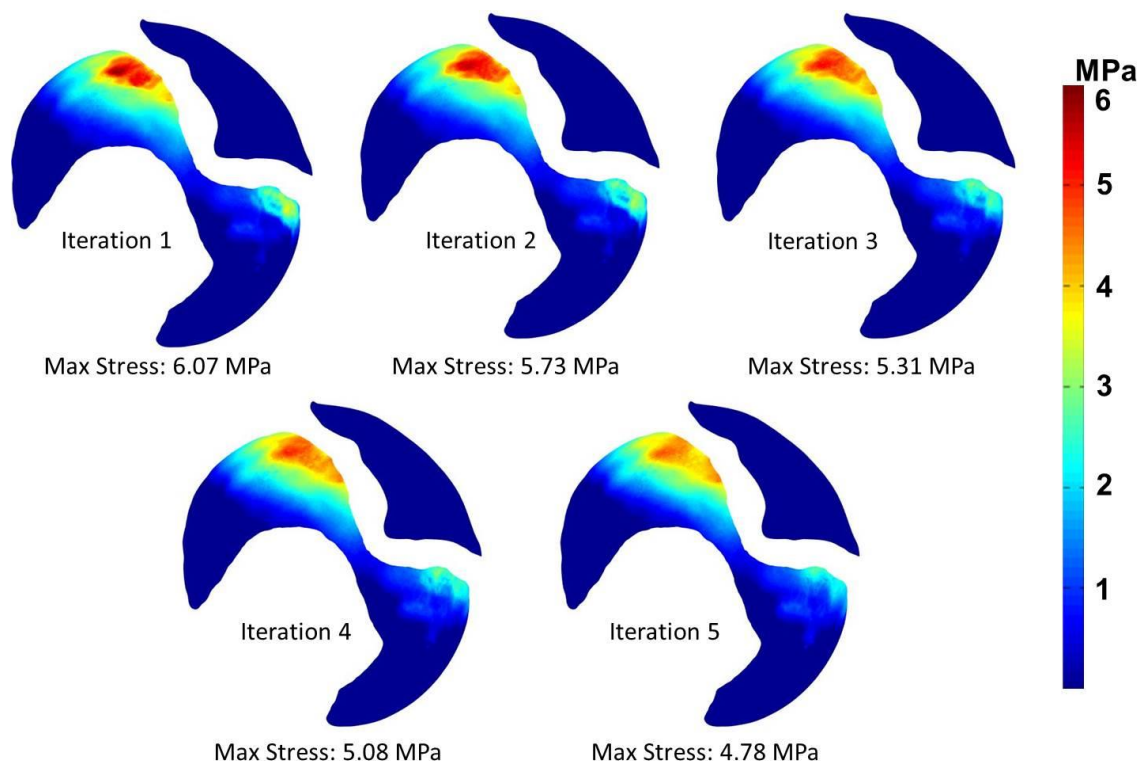 Iteration 1
Iteration 2
Iteration 3
Max Stress: 6.07 MPa
Max Stress: 5.73 MPa
Max Stress: 5.31 MPa
Iteration 4
Iteration 5
Max Stress: 5.08 MPa
Max Stress: 4.78 MPa
MPa
6
5
4
3
2
1